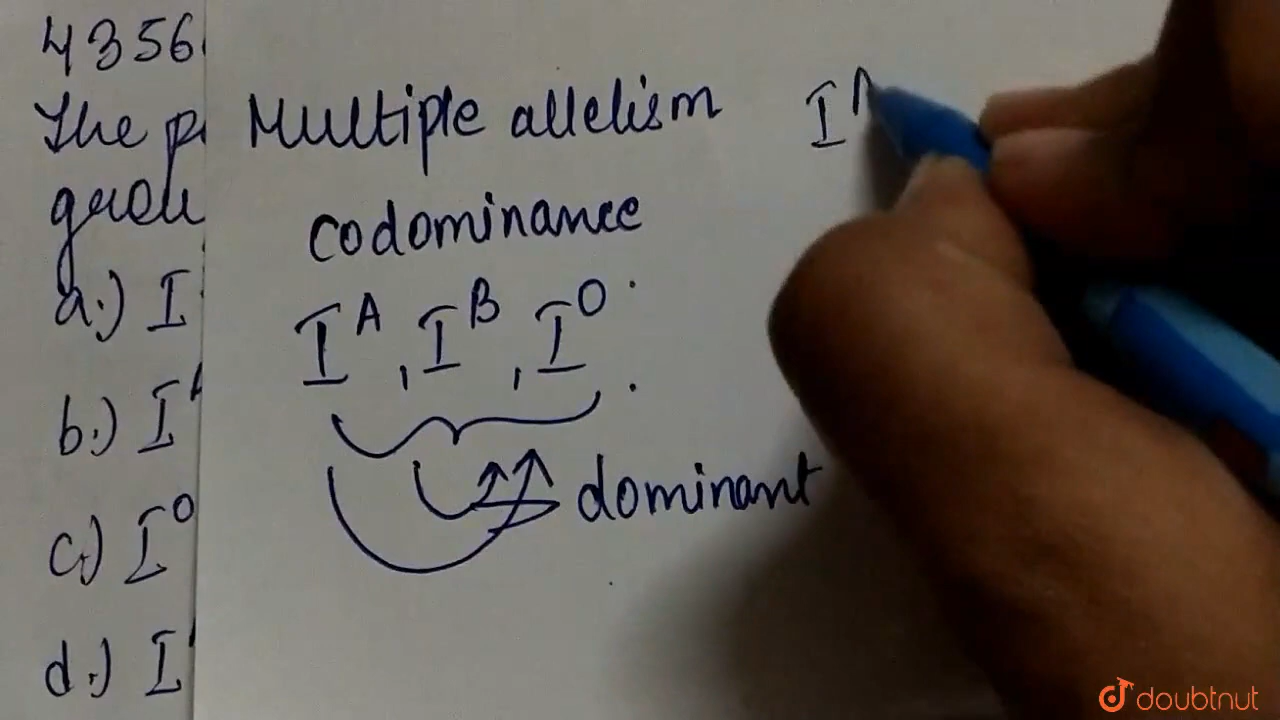 4356
The
Multiple allelism I^A
codominance
a.) I
I^A, I^B, I^O
b.) I
dominant
c.) I^O
d.) I
doubtnut